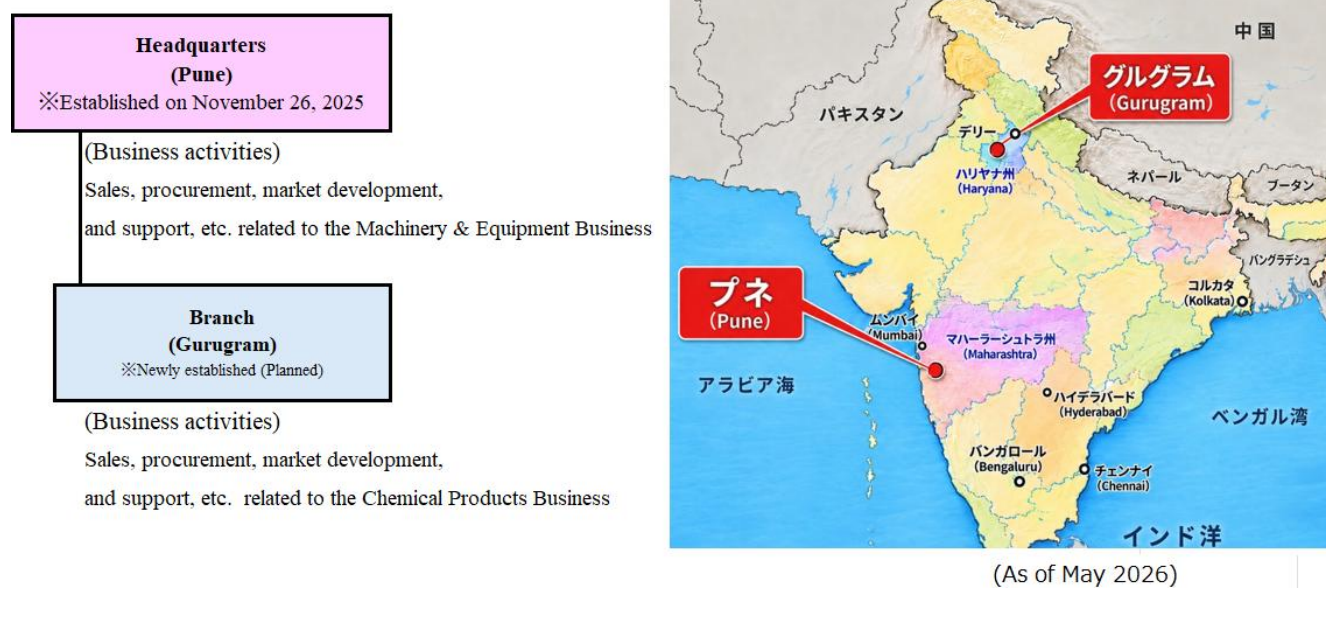 Headquarters
(Pune)
※Established on November 26, 2025
(Business activities)
Sales, procurement, market development,
and support, etc. related to the Machinery & Equipment Business
Branch
(Gurugram)
※Newly established (Planned)
(Business activities)
Sales, procurement, market development,
and support, etc.  related to the Chemical Products Business
中国
グルグラム
(Gurugram)
パキスタン
デリー
ハリヤナ州
(Haryana)
ネパール
ブータン
バングラデシュ
コルカタ
(Kolkata)
プネ
(Pune)
ムンバイ
(Mumbai)
マハーラーシュトラ州
(Maharashtra)
アラビア海
ハイデラバード
(Hyderabad)
ベンガル湾
バンガロール
(Bengaluru)
チェンナイ
(Chennai)
インド洋
(As of May 2026)